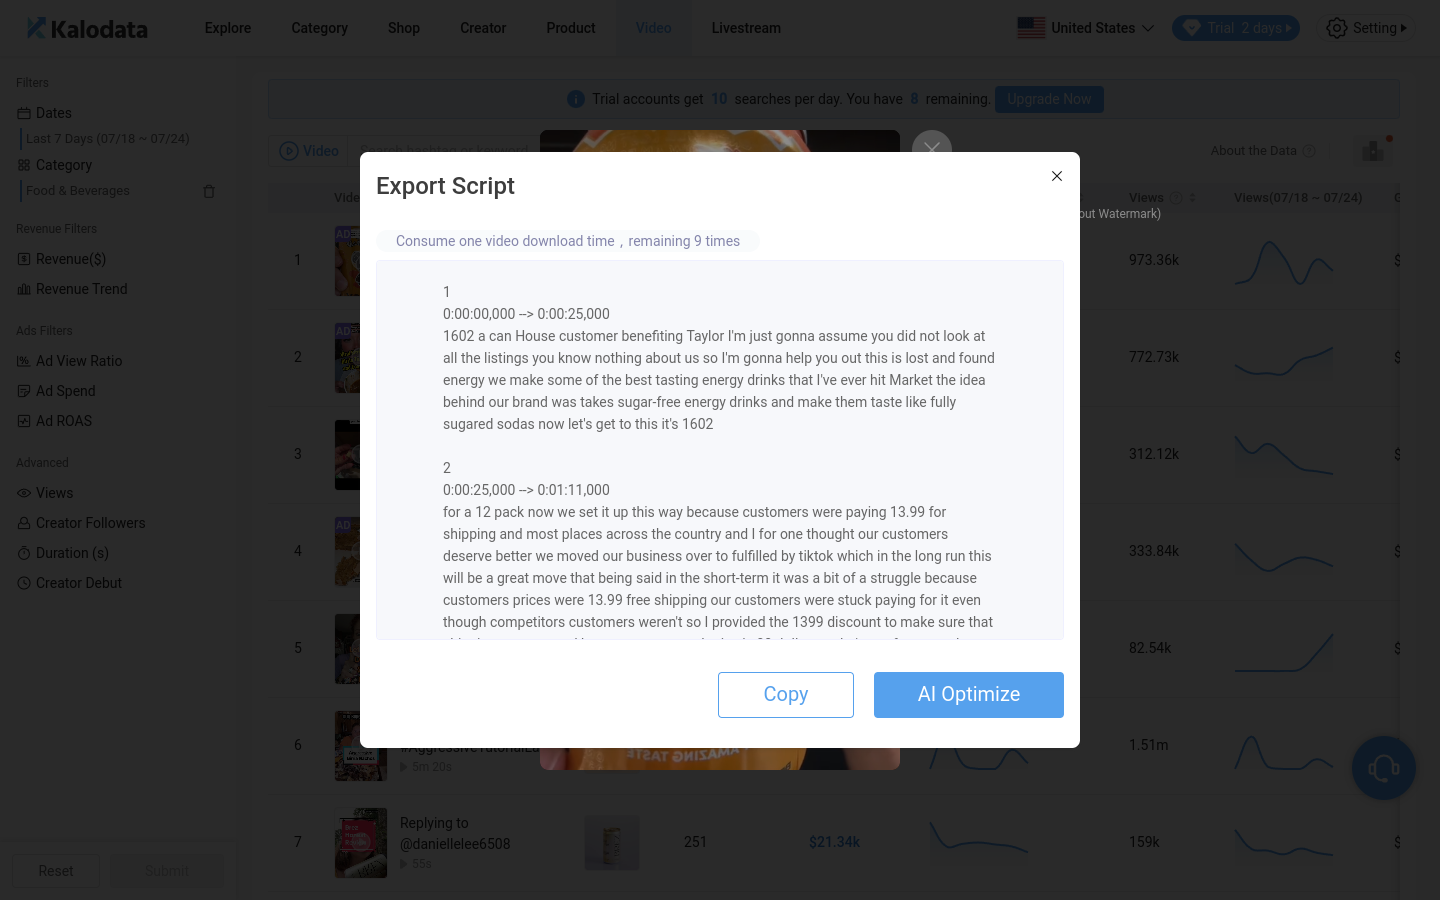 Kalodata
Explore
Category
Shop
Creator
Product
Video
Livestream
United States
Trial 2 days
Setting
Filters
Dates
Last 7 Days (07/18 ~ 07/24)
Category
Food & Beverages
Revenue Filters
Revenue($)
Revenue Trend
Ads Filters
Ad View Ratio
Ad Spend
Ad ROAS
Advanced
Views
Creator Followers
Duration (s)
Creator Debut
Reset
Submit
Trial accounts get 10 searches per day. You have 8 remaining.
Upgrade Now
Video
Search hashtag or keyword
About the Data
Views
Views(07/18 ~ 07/24)
out Watermark)
Export Script
Consume one video download time , remaining 9 times
1
0:00:00,000 --> 0:00:25,000
1602 a can House customer benefiting Taylor I'm just gonna assume you did not look at
all the listings you know nothing about us so I'm gonna help you out this is lost and found
energy we make some of the best tasting energy drinks that I've ever hit Market the idea
behind our brand was takes sugar-free energy drinks and make them taste like fully
sugared sodas now let's get to this it's 1602
2
0:00:25,000 --> 0:01:11,000
for a 12 pack now we set it up this way because customers were paying 13.99 for
shipping and most places across the country and I for one thought our customers
deserve better we moved our business over to fulfilled by tiktok which in the long run this
will be a great move that being said in the short-term it was a bit of a struggle because
customers prices were 13.99 free shipping our customers were stuck paying for it even
though competitors customers weren't so I provided the 1399 discount to make sure that
Copy
AI Optimize
1
AD
973.36k
2
AD
772.73k
3
312.12k
4
AD
333.84k
5
82.54k
6
5m 20s
AMAZING TASTE
1.51m
7
Replying to
@daniellelee6508
55s
251
$21.34k
159k